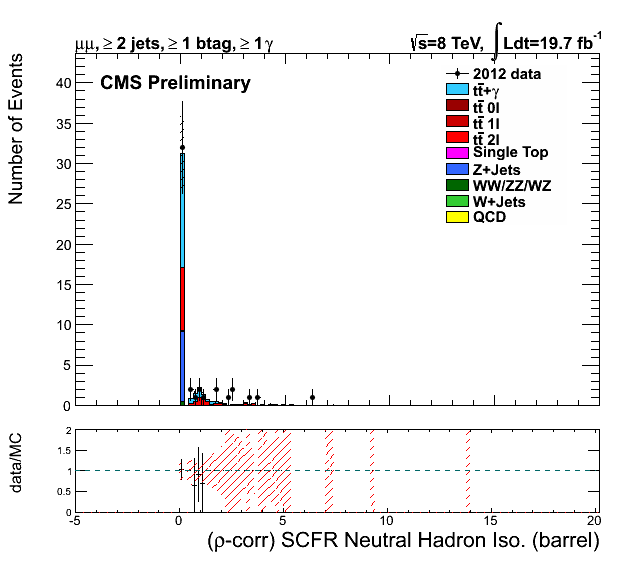 μμ, ≥ 2 jets, ≥ 1 btag, ≥ 1 γ
√s=8 TeV, ∫Ldt=19.7 fb⁻¹
CMS Preliminary
2012 data
tt̄+γ
tt̄ 0l
tt̄ 1l
tt̄ 2l
Single Top
Z+Jets
WW/ZZ/WZ
W+Jets
QCD
Number of Events
40
35
30
25
20
15
10
5
0
data/MC
2
1.5
1
0.5
0
-5 0 5 10 15 20
(ρ-corr) SCFR Neutral Hadron Iso. (barrel)